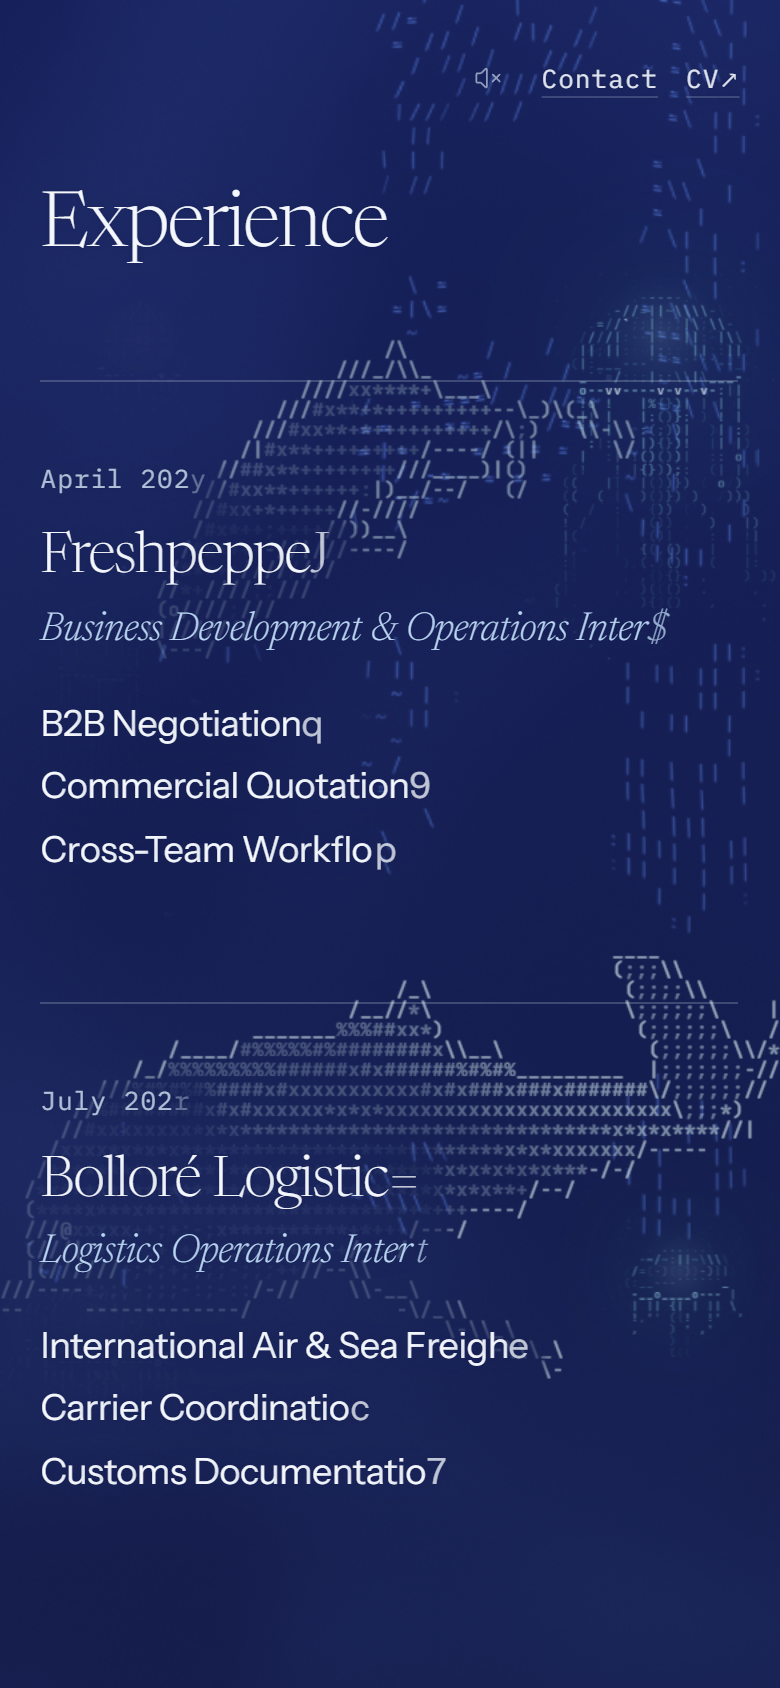 Contact CV↗
Experience
April 202y
FreshpeppeJ
Business Development & Operations Inter$
B2B Negotiationq
Commercial Quotation9
Cross-Team Workflop
July 202r
Bolloré Logistic=
Logistics Operations Intert
International Air & Sea Freighe
Carrier Coordinatioc
Customs Documentatio7